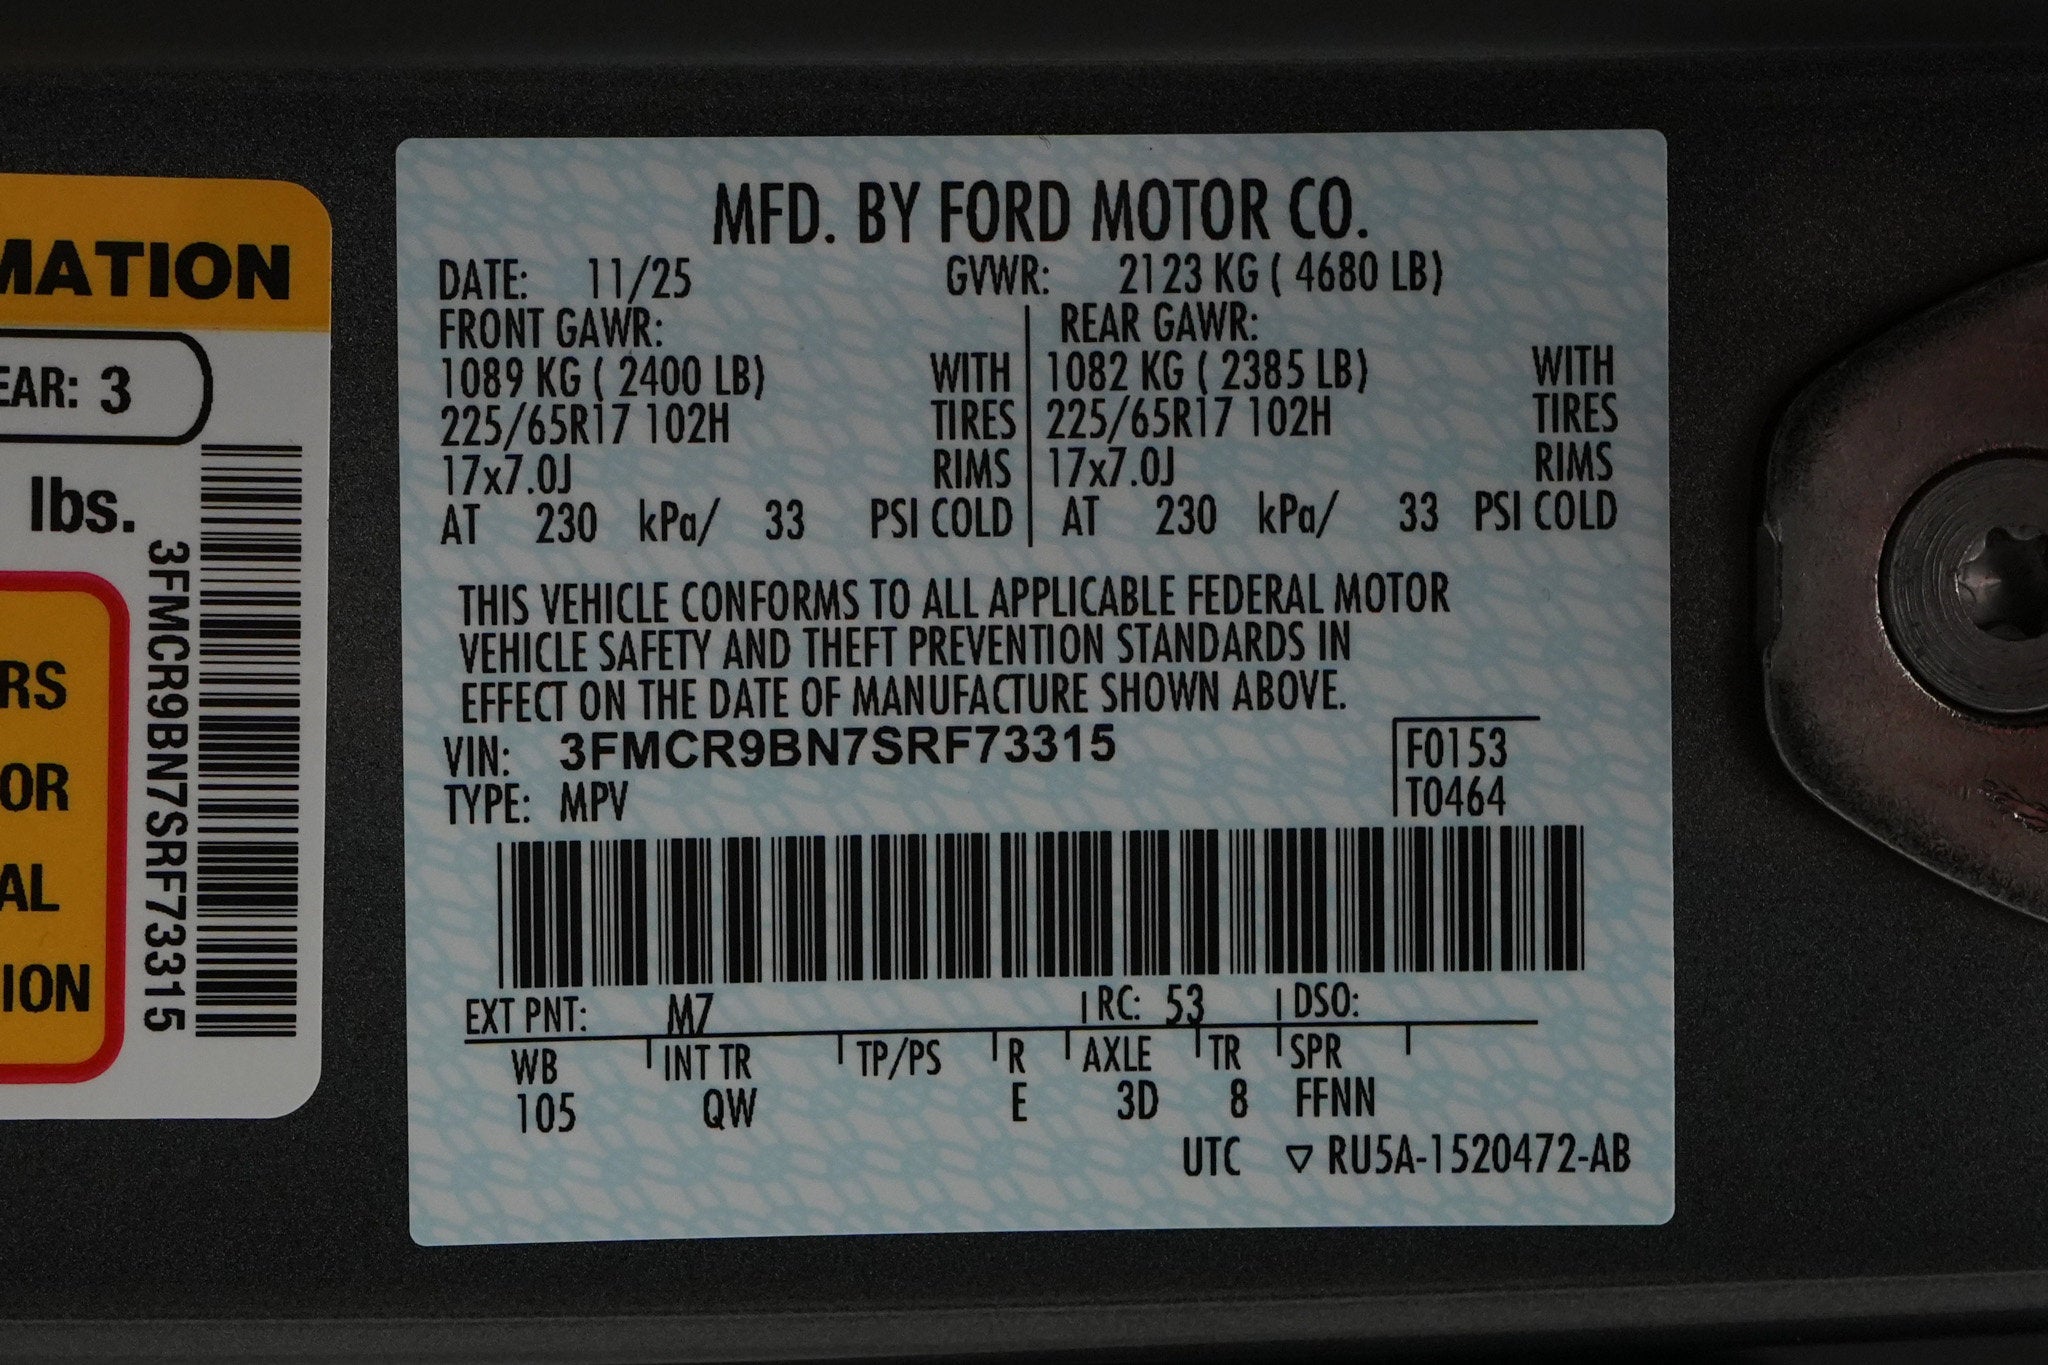 MATION
EAR: 3
lbs.
RS
OR
AL
ION
3FMCR9BN7SRF73315
MFD. BY FORD MOTOR CO.
DATE: 11/25 GVWR: 2123 KG ( 4680 LB)
FRONT GAWR: REAR GAWR:
1089 KG ( 2400 LB) WITH 1082 KG ( 2385 LB) WITH
225/65R17 102H TIRES 225/65R17 102H TIRES
17x7.0J RIMS 17x7.0J RIMS
AT 230 kPa/ 33 PSI COLD AT 230 kPa/ 33 PSI COLD
THIS VEHICLE CONFORMS TO ALL APPLICABLE FEDERAL MOTOR
VEHICLE SAFETY AND THEFT PREVENTION STANDARDS IN
EFFECT ON THE DATE OF MANUFACTURE SHOWN ABOVE.
VIN: 3FMCR9BN7SRF73315 F0153
TYPE: MPV T0464
EXT PNT: M7 RC: 53 DSO:
WB INT TR TP/PS R AXLE TR SPR
105 QW E 3D 8 FFNN
UTC ▽ RU5A-1520472-AB